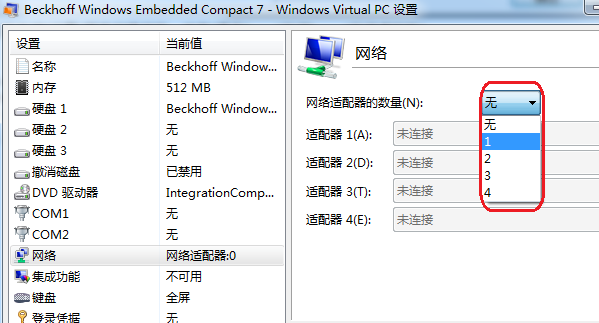 Beckhoff Windows Embedded Compact 7 - Windows Virtual PC 设置
设置 当前值
名称 Beckhoff Window...
内存 512 MB
硬盘 1 Beckhoff Window...
硬盘 2 无
硬盘 3 无
撤消磁盘 已禁用
DVD 驱动器 IntegrationComp...
COM1 无
COM2 无
网络 网络适配器:0
集成功能 不可用
键盘 全屏
登录凭据 无
网络
网络适配器的数量(N): 无
无
1
2
3
4
适配器 1(A): 未连接
适配器 2(D): 未连接
适配器 3(T): 未连接
适配器 4(E): 未连接